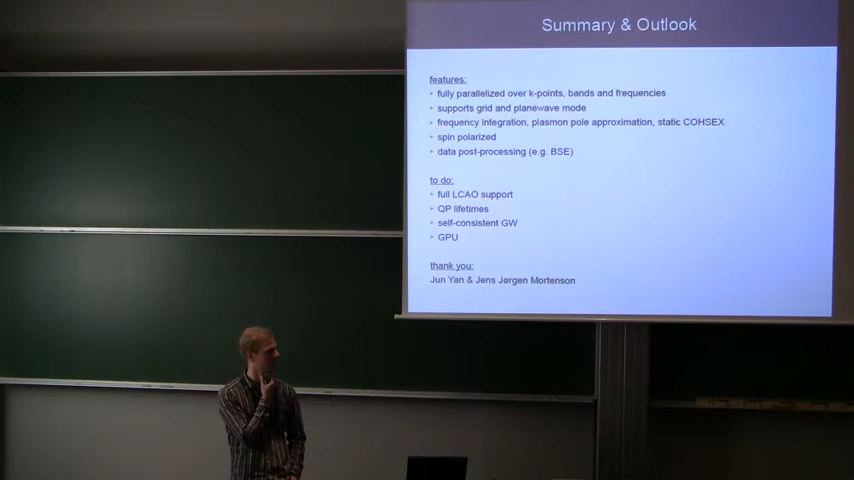 Summary & Outlook
features:
fully parallelized over k-points, bands and frequencies
supports grid and planewave mode
frequency integration, plasmon pole approximation, static COHSEX
spin polarized
data post-processing (e.g. BSE)
to do:
full LCAO support
QP lifetimes
self-consistent GW
GPU
thank you:
Jun Yan & Jens Jørgen Mortenson